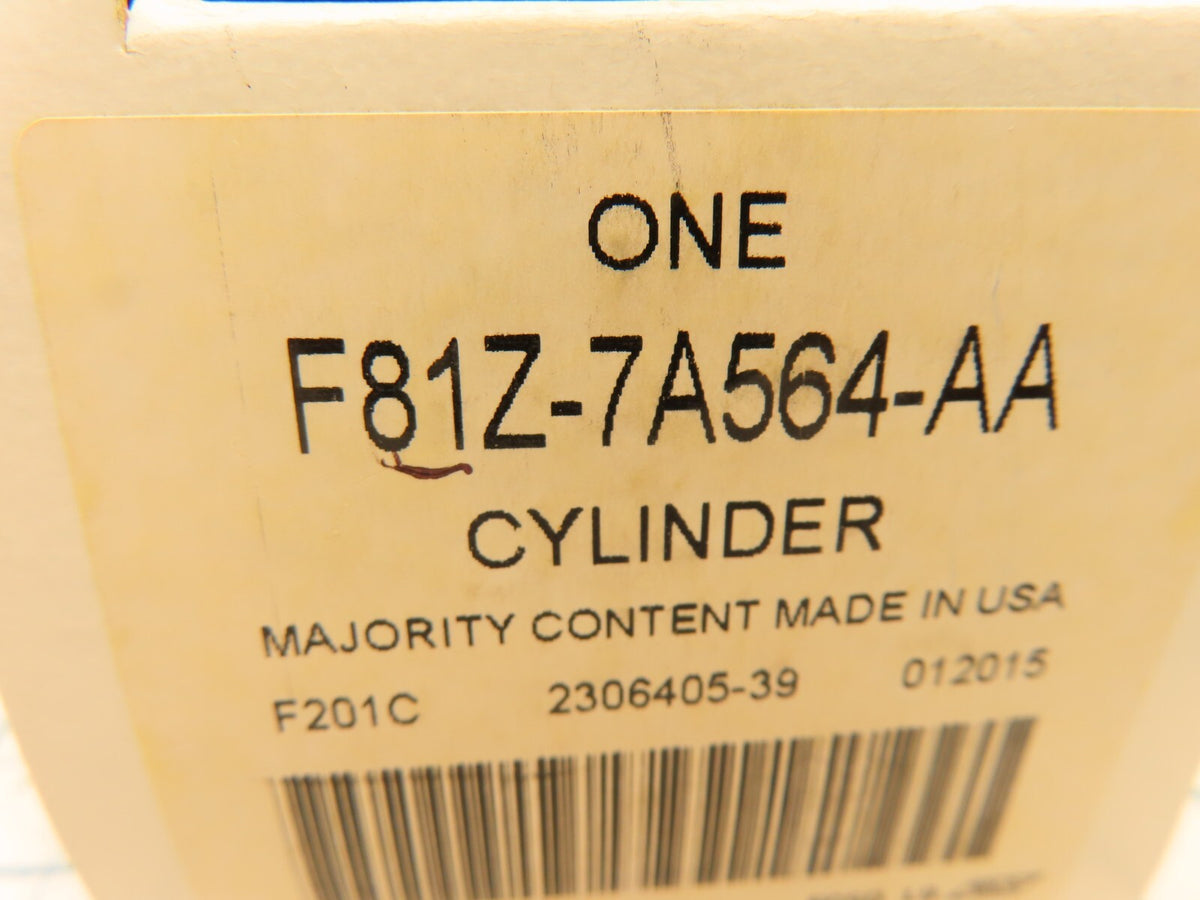 ONE
F81Z-7A564-AA
CYLINDER
MAJORITY CONTENT MADE IN USA
F201C 2306405-39 012015